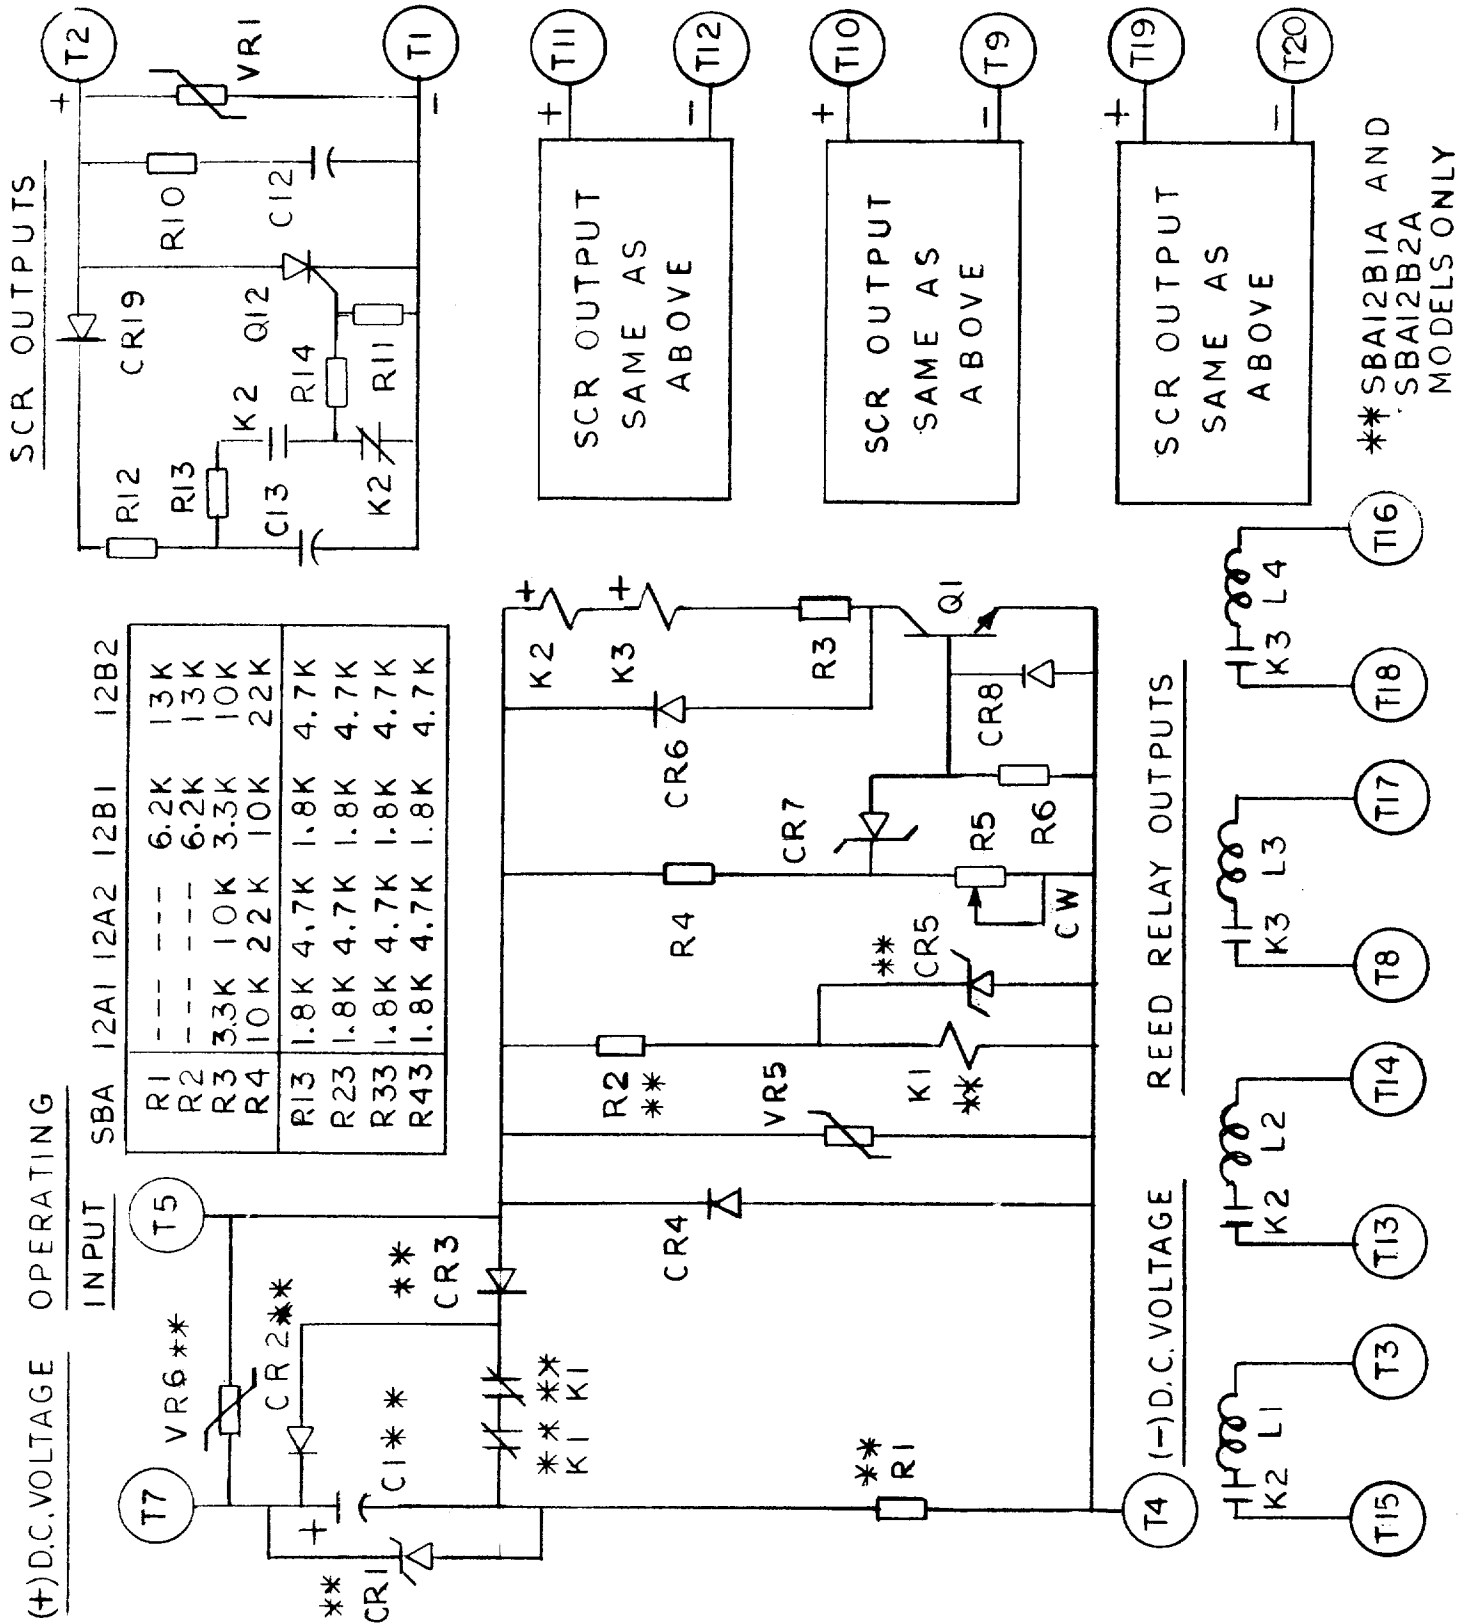 (+)D.C.VOLTAGE OPERATING
INPUT
T7
T5
VR6**
CR2**
C1**
**
CR1
**
CR3
**
K1
**
K1
**
R1
T4
(-)D.C.VOLTAGE
SBA 12A1 12A2 12B1 12B2
R1 --- --- 6.2K 13K
R2 --- --- 6.2K 13K
R3 3.3K 10K 3.3K 10K
R4 10K 22K 10K 22K
R13 1.8K 4.7K 1.8K 4.7K
R23 1.8K 4.7K 1.8K 4.7K
R33 1.8K 4.7K 1.8K 4.7K
R43 1.8K 4.7K 1.8K 4.7K
CR4
VR5
R2
**
K1
**
**
CR5
R4
R5
CW
CR7
R6
CR6
CR8
K2
+
K3
+
R3
Q1
REED RELAY OUTPUTS
K2 L1
T15
T3
K2 L2
T13
T14
K3 L3
T8
T17
K3 L4
T18
T16
SCR OUTPUTS
R12
R13
C13
K2
K2
R14
R11
CR19
Q12
R10
C12
+
T2
VR1
-
T1
SCR OUTPUT
SAME AS
ABOVE
+
T11
-
T12
SCR OUTPUT
SAME AS
ABOVE
+
T10
-
T9
SCR OUTPUT
SAME AS
ABOVE
+
T19
-
T20
**SBA12B1A AND
SBA12B2A
MODELS ONLY